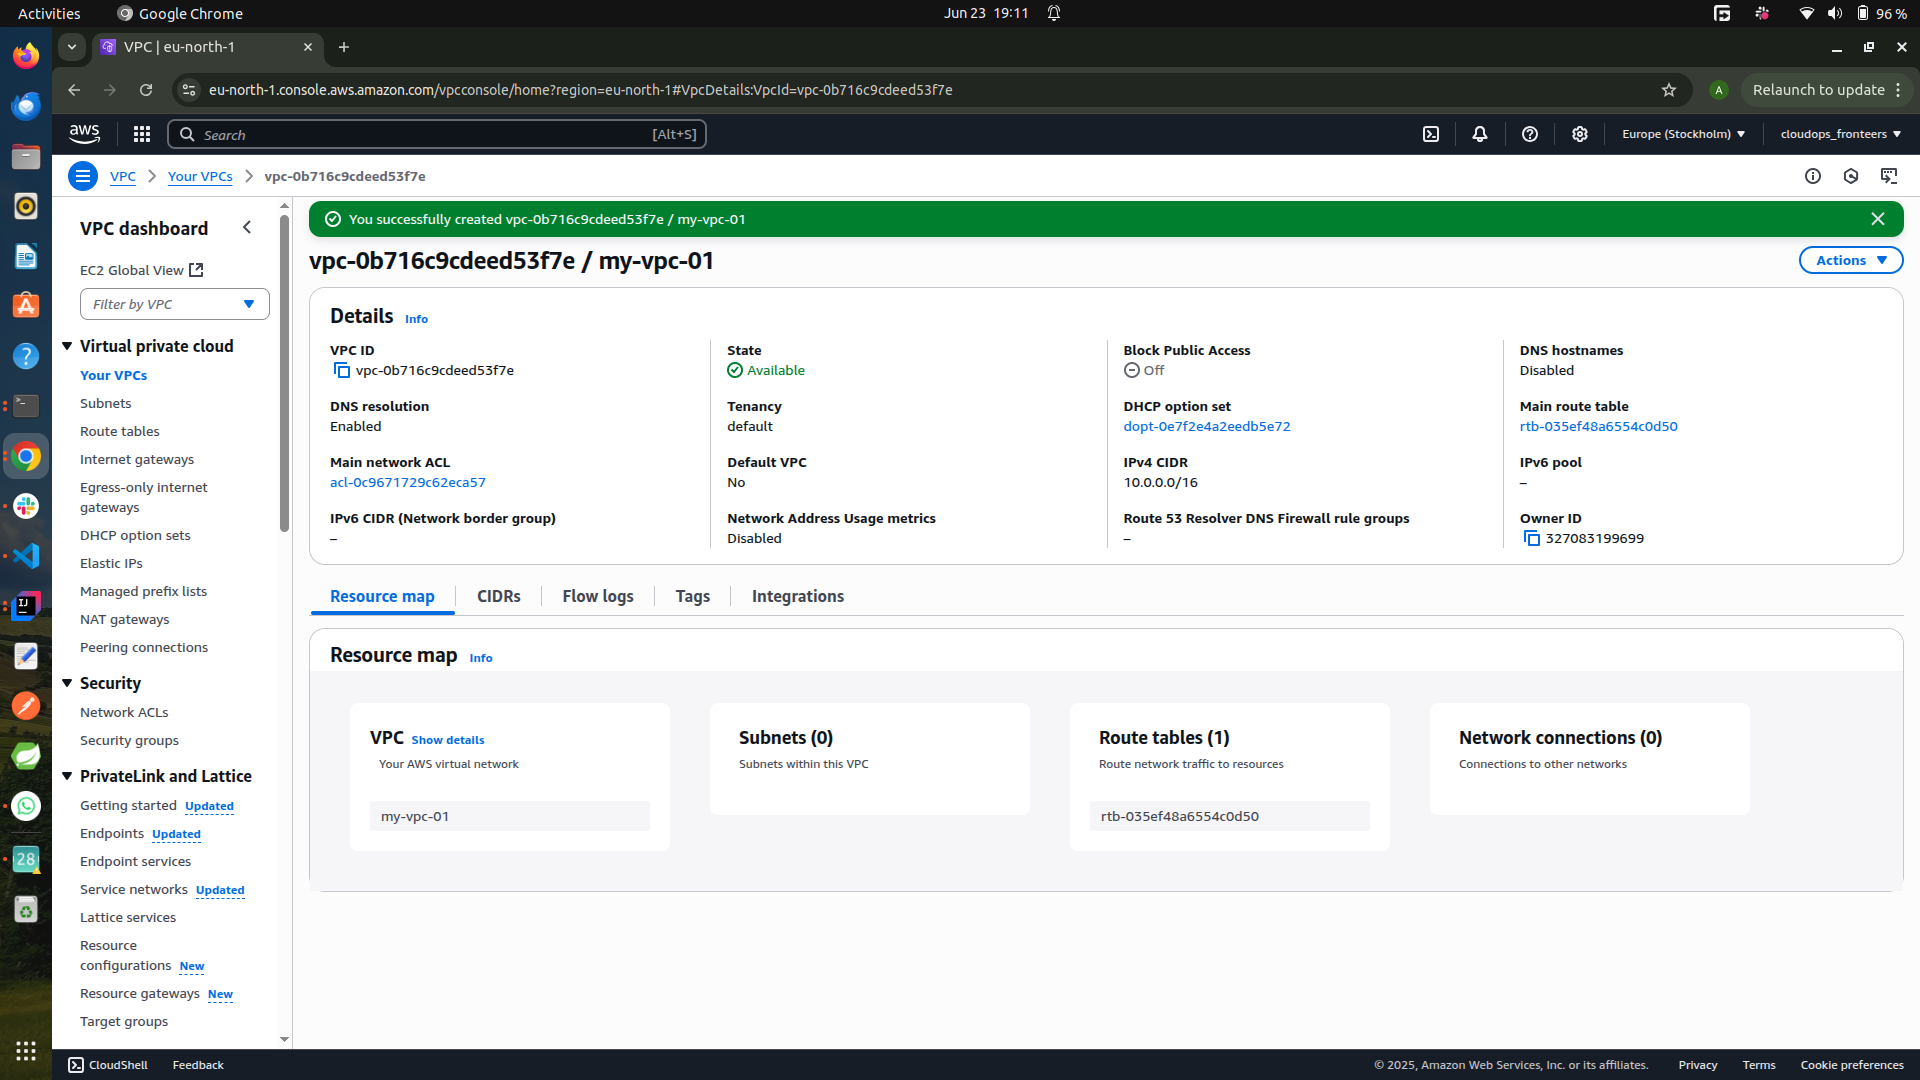 Activities
Google Chrome
Jun 23 19:11
96 %
VPC | eu-north-1
eu-north-1.console.aws.amazon.com/vpcconsole/home?region=eu-north-1#VpcDetails:VpcId=vpc-0b716c9cdeed53f7e
A
Relaunch to update
aws
Search
[Alt+S]
Europe (Stockholm)
cloudops_fronteers
VPC
Your VPCs
vpc-0b716c9cdeed53f7e
VPC dashboard
EC2 Global View
Filter by VPC
Virtual private cloud
Your VPCs
Subnets
Route tables
Internet gateways
Egress-only internet
gateways
DHCP option sets
Elastic IPs
Managed prefix lists
NAT gateways
Peering connections
Security
Network ACLs
Security groups
PrivateLink and Lattice
Getting started Updated
Endpoints Updated
Endpoint services
Service networks Updated
Lattice services
Resource
configurations New
Resource gateways New
Target groups
You successfully created vpc-0b716c9cdeed53f7e / my-vpc-01
vpc-0b716c9cdeed53f7e / my-vpc-01
Actions
Details Info
VPC ID
vpc-0b716c9cdeed53f7e
State
Available
Block Public Access
Off
DNS hostnames
Disabled
DNS resolution
Enabled
Tenancy
default
DHCP option set
dopt-0e7f2e4a2eedb5e72
Main route table
rtb-035ef48a6554c0d50
Main network ACL
acl-0c9671729c62eca57
Default VPC
No
IPv4 CIDR
10.0.0.0/16
IPv6 pool
–
IPv6 CIDR (Network border group)
–
Network Address Usage metrics
Disabled
Route 53 Resolver DNS Firewall rule groups
–
Owner ID
327083199699
Resource map
CIDRs
Flow logs
Tags
Integrations
Resource map Info
VPC Show details
Your AWS virtual network
my-vpc-01
Subnets (0)
Subnets within this VPC
Route tables (1)
Route network traffic to resources
rtb-035ef48a6554c0d50
Network connections (0)
Connections to other networks
IJ
28
CloudShell
Feedback
© 2025, Amazon Web Services, Inc. or its affiliates.
Privacy
Terms
Cookie preferences